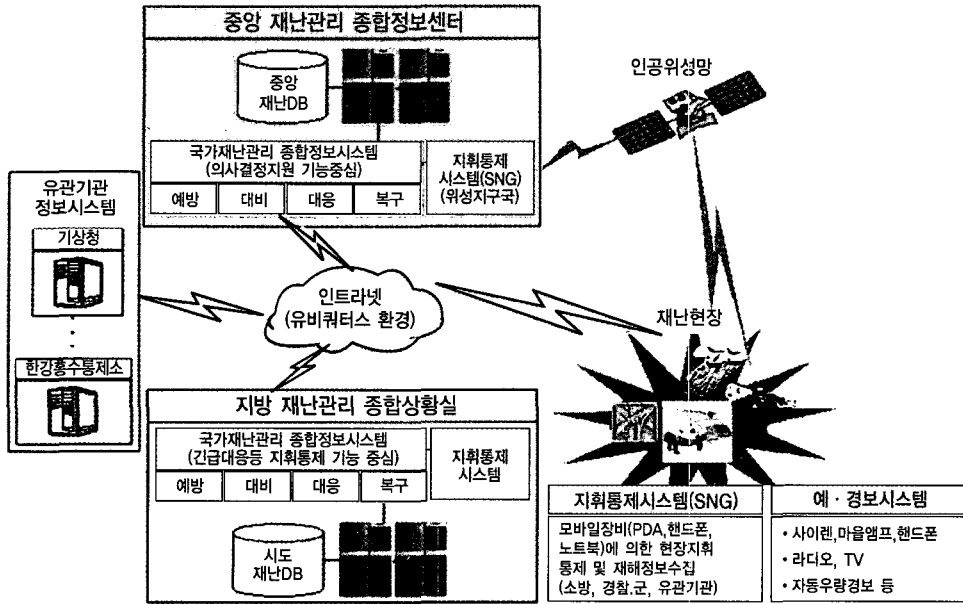 중앙 재난관리 종합정보센터
중앙
재난DB
국가재난관리 종합정보시스템
(의사결정지원 기능중심)
예방
대비
대응
복구
지휘통제
시스템(SNG)
(위성지구국)
인공위성망
유관기관
정보시스템
기상청
한강홍수통제소
인트라넷
(유비쿼터스 환경)
재난현장
지방 재난관리 종합상황실
국가재난관리 종합정보시스템
(긴급대응등 지휘통제 기능 중심)
예방
대비
대응
복구
지휘통제
시스템
시도
재난DB
지휘통제시스템(SNG)
모바일장비(PDA,핸드폰,
노트북)에 의한 현장지휘
통제 및 재해정보수집
(소방, 경찰.군, 유관기관)
예 · 경보시스템
• 사이렌,마을앰프,핸드폰
• 라디오, TV
• 자동우량경보 등